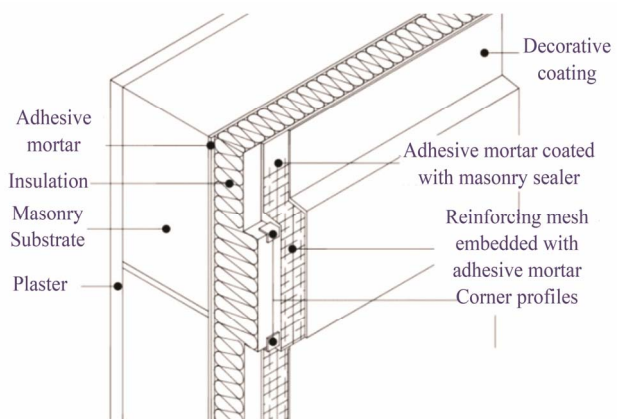 Decorative
coating
Adhesive
mortar
Insulation
Masonry
Substrate
Plaster
Adhesive mortar coated
with masonry sealer
Reinforcing mesh
embedded with
adhesive mortar
Corner profiles